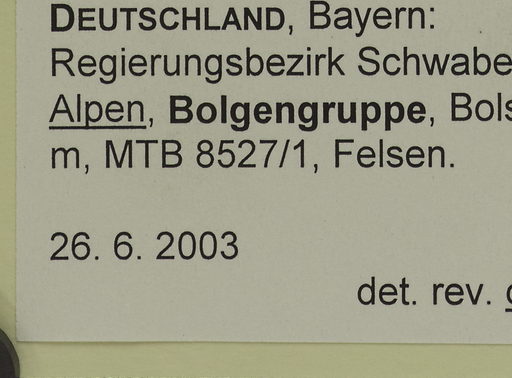 DEUTSCHLAND, Bayern:
Regierungsbezirk Schwabe
Alpen, Bolgengruppe, Bols
m, MTB 8527/1, Felsen.
26. 6. 2003
det. rev.